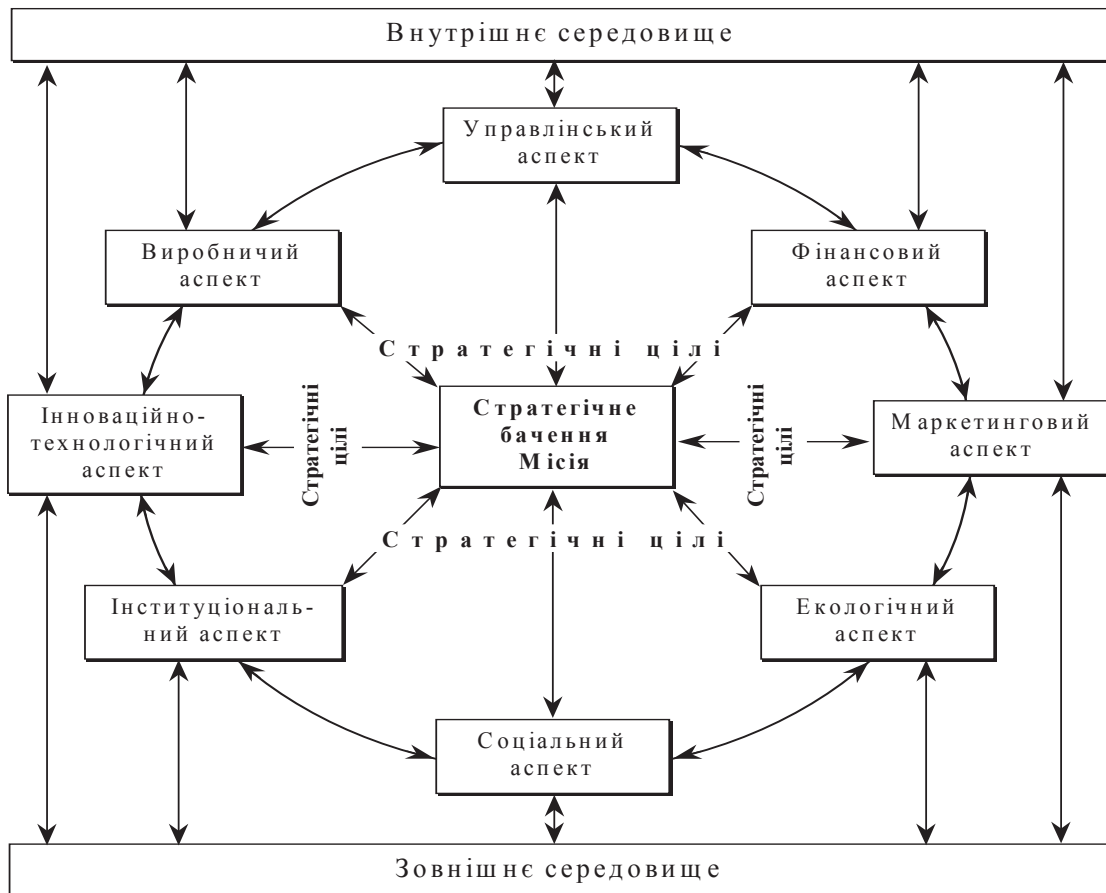 Внутрішнє середовище
Управлінський
аспект
Виробничий
аспект
Фінансовий
аспект
Стратегічні цілі
Інноваційно-
технологічний
аспект
Стратегічні
цілі
Стратегічне
бачення
Місія
Стратегічні
цілі
Маркетинговий
аспект
Стратегічні цілі
Інституціональ-
ний аспект
Екологічний
аспект
Соціальний
аспект
Зовнішнє середовище